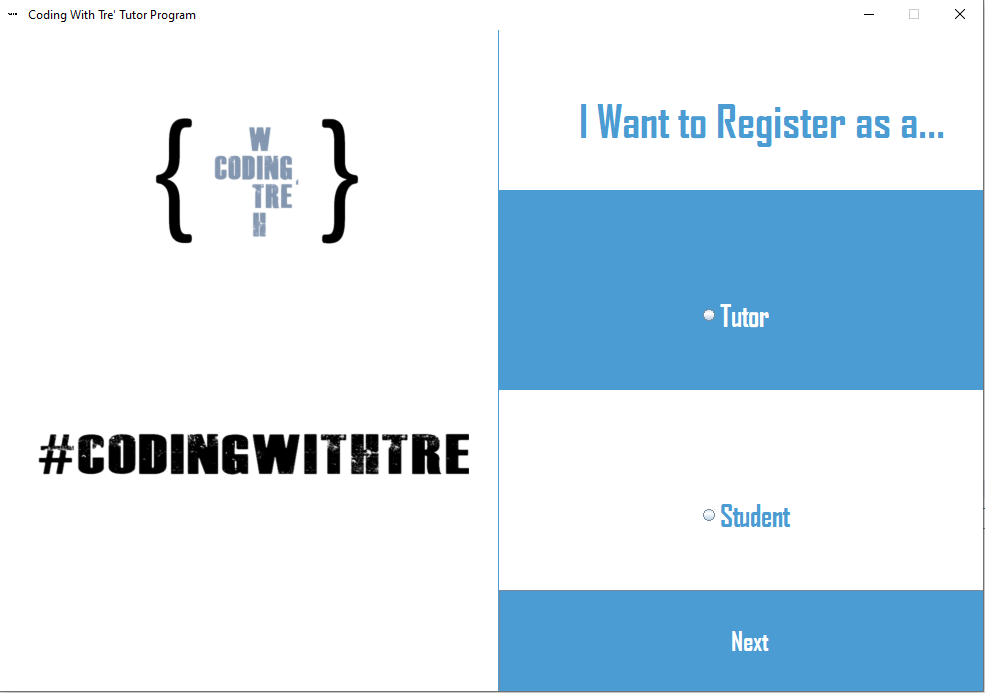 Coding With Tre' Tutor Program
{ W }
CODING
TRE'
H
#CODINGWITHTRE
I Want to Register as a...
Tutor
Student
Next